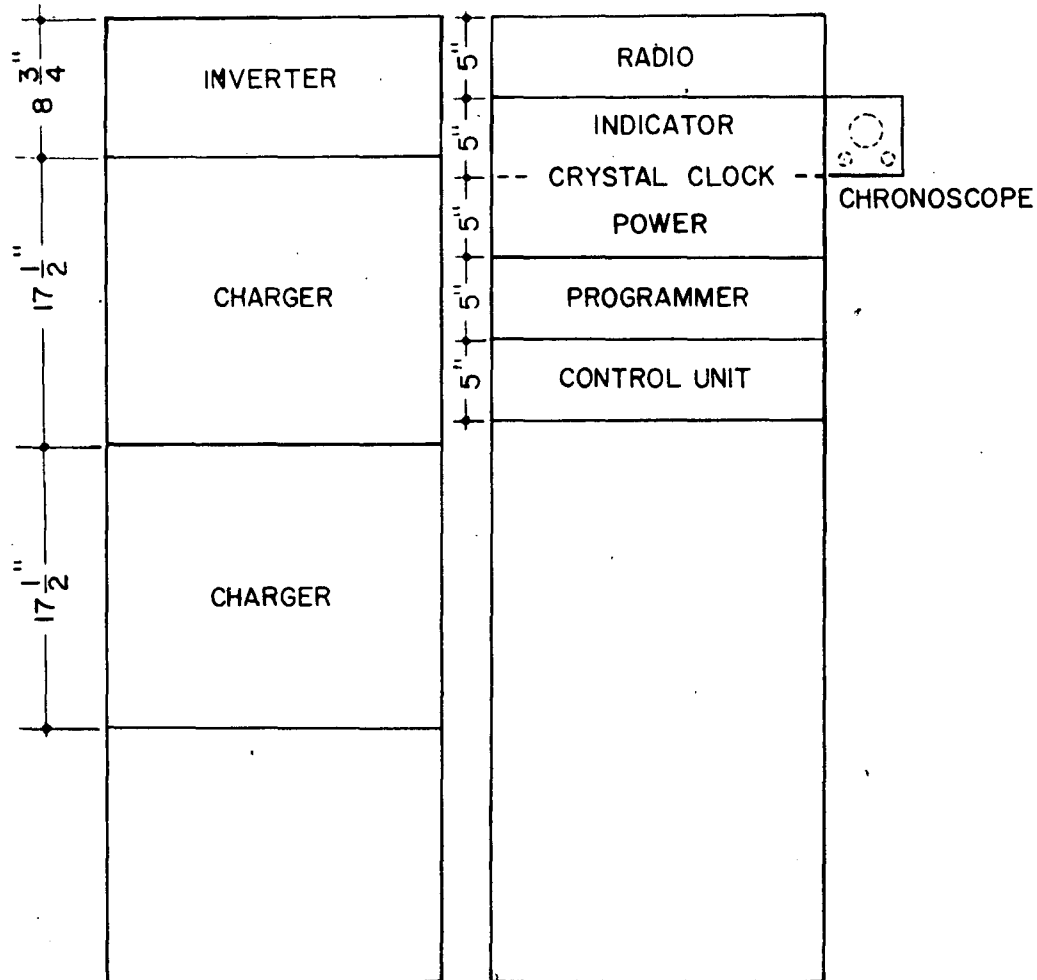 8 3/4"
INVERTER
17 1/2"
CHARGER
17 1/2"
CHARGER
5"
RADIO
5"
INDICATOR
CRYSTAL CLOCK
5"
POWER
5"
PROGRAMMER
5"
CONTROL UNIT
CHRONOSCOPE